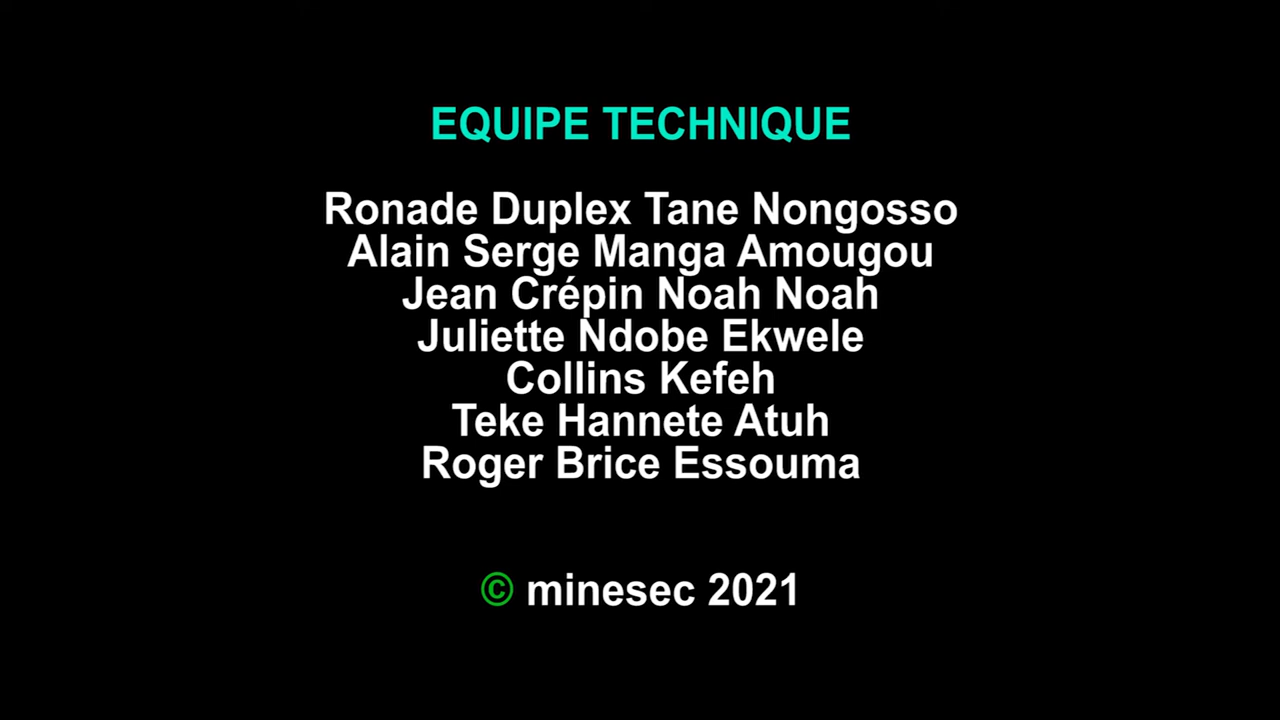 EQUIPE TECHNIQUE
Ronade Duplex Tane Nongosso
Alain Serge Manga Amougou
Jean Crépin Noah Noah
Juliette Ndobe Ekwele
Collins Kefeh
Teke Hannete Atuh
Roger Brice Essouma
© minesec 2021